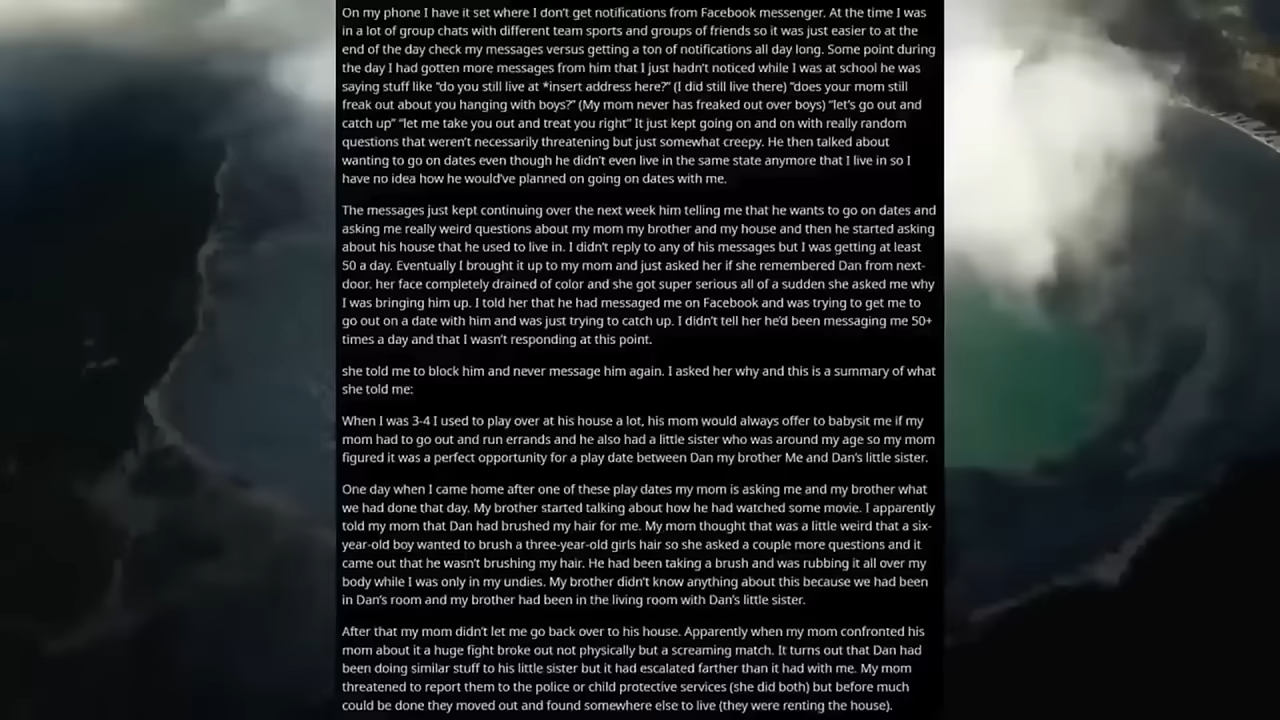 On my phone I have it set where I don't get notifications from Facebook messenger. At the time I was
in a lot of group chats with different team sports and groups of friends so it was just easier to at the
end of the day check my messages versus getting a ton of notifications all day long. Some point during
the day I had gotten more messages from him that I just hadn't noticed while I was at school he was
saying stuff like "do you still live at *insert address here?" (I did still live there) "does your mom still
freak out about you hanging with boys?" (My mom never has freaked out over boys) "let's go out and
catch up" "let me take you out and treat you right" It just kept going on and on with really random
questions that weren't necessarily threatening but just somewhat creepy. He then talked about
wanting to go on dates even though he didn't even live in the same state anymore that I live in so I
have no idea how he would've planned on going on dates with me.
The messages just kept continuing over the next week him telling me that he wants to go on dates and
asking me really weird questions about my mom my brother and my house and then he started asking
about his house that he used to live in. I didn't reply to any of his messages but I was getting at least
50 a day. Eventually I brought it up to my mom and just asked her if she remembered Dan from next-
door. her face completely drained of color and she got super serious all of a sudden she asked me why
I was bringing him up. I told her that he had messaged me on Facebook and was trying to get me to
go out on a date with him and was just trying to catch up. I didn't tell her he'd been messaging me 50+
times a day and that I wasn't responding at this point.
she told me to block him and never message him again. I asked her why and this is a summary of what
she told me:
When I was 3-4 I used to play over at his house a lot, his mom would always offer to babysit me if my
mom had to go out and run errands and he also had a little sister who was around my age so my mom
figured it was a perfect opportunity for a play date between Dan my brother Me and Dan's little sister.
One day when I came home after one of these play dates my mom is asking me and my brother what
we had done that day. My brother started talking about how he had watched some movie. I apparently
told my mom that Dan had brushed my hair for me. My mom thought that was a little weird that a six-
year-old boy wanted to brush a three-year-old girls hair so she asked a couple more questions and it
came out that he wasn't brushing my hair. He had been taking a brush and was rubbing it all over my
body while I was only in my undies. My brother didn't know anything about this because we had been
in Dan's room and my brother had been in the living room with Dan's little sister.
After that my mom didn't let me go back over to his house. Apparently when my mom confronted his
mom about it a huge fight broke out not physically but a screaming match. It turns out that Dan had
been doing similar stuff to his little sister but it had escalated farther than it had with me. My mom
threatened to report them to the police or child protective services (she did both) but before much
could be done they moved out and found somewhere else to live (they were renting the house).